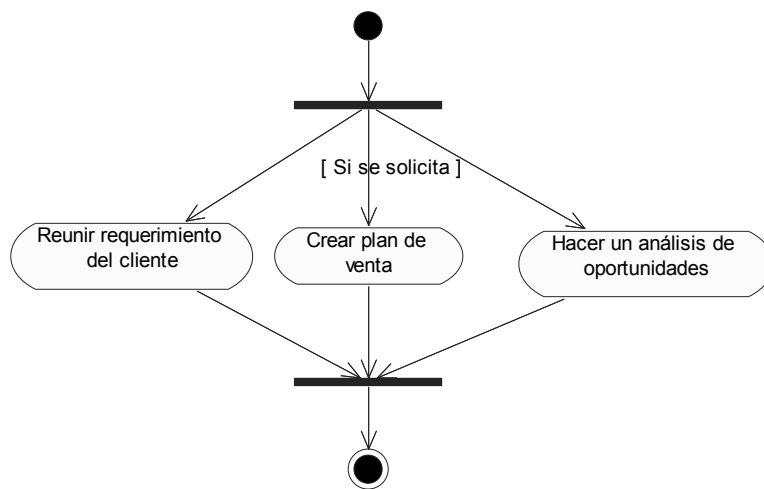 [ Si se solicita ]
Reunir requerimiento
del cliente
Crear plan de
venta
Hacer un análisis de
oportunidades